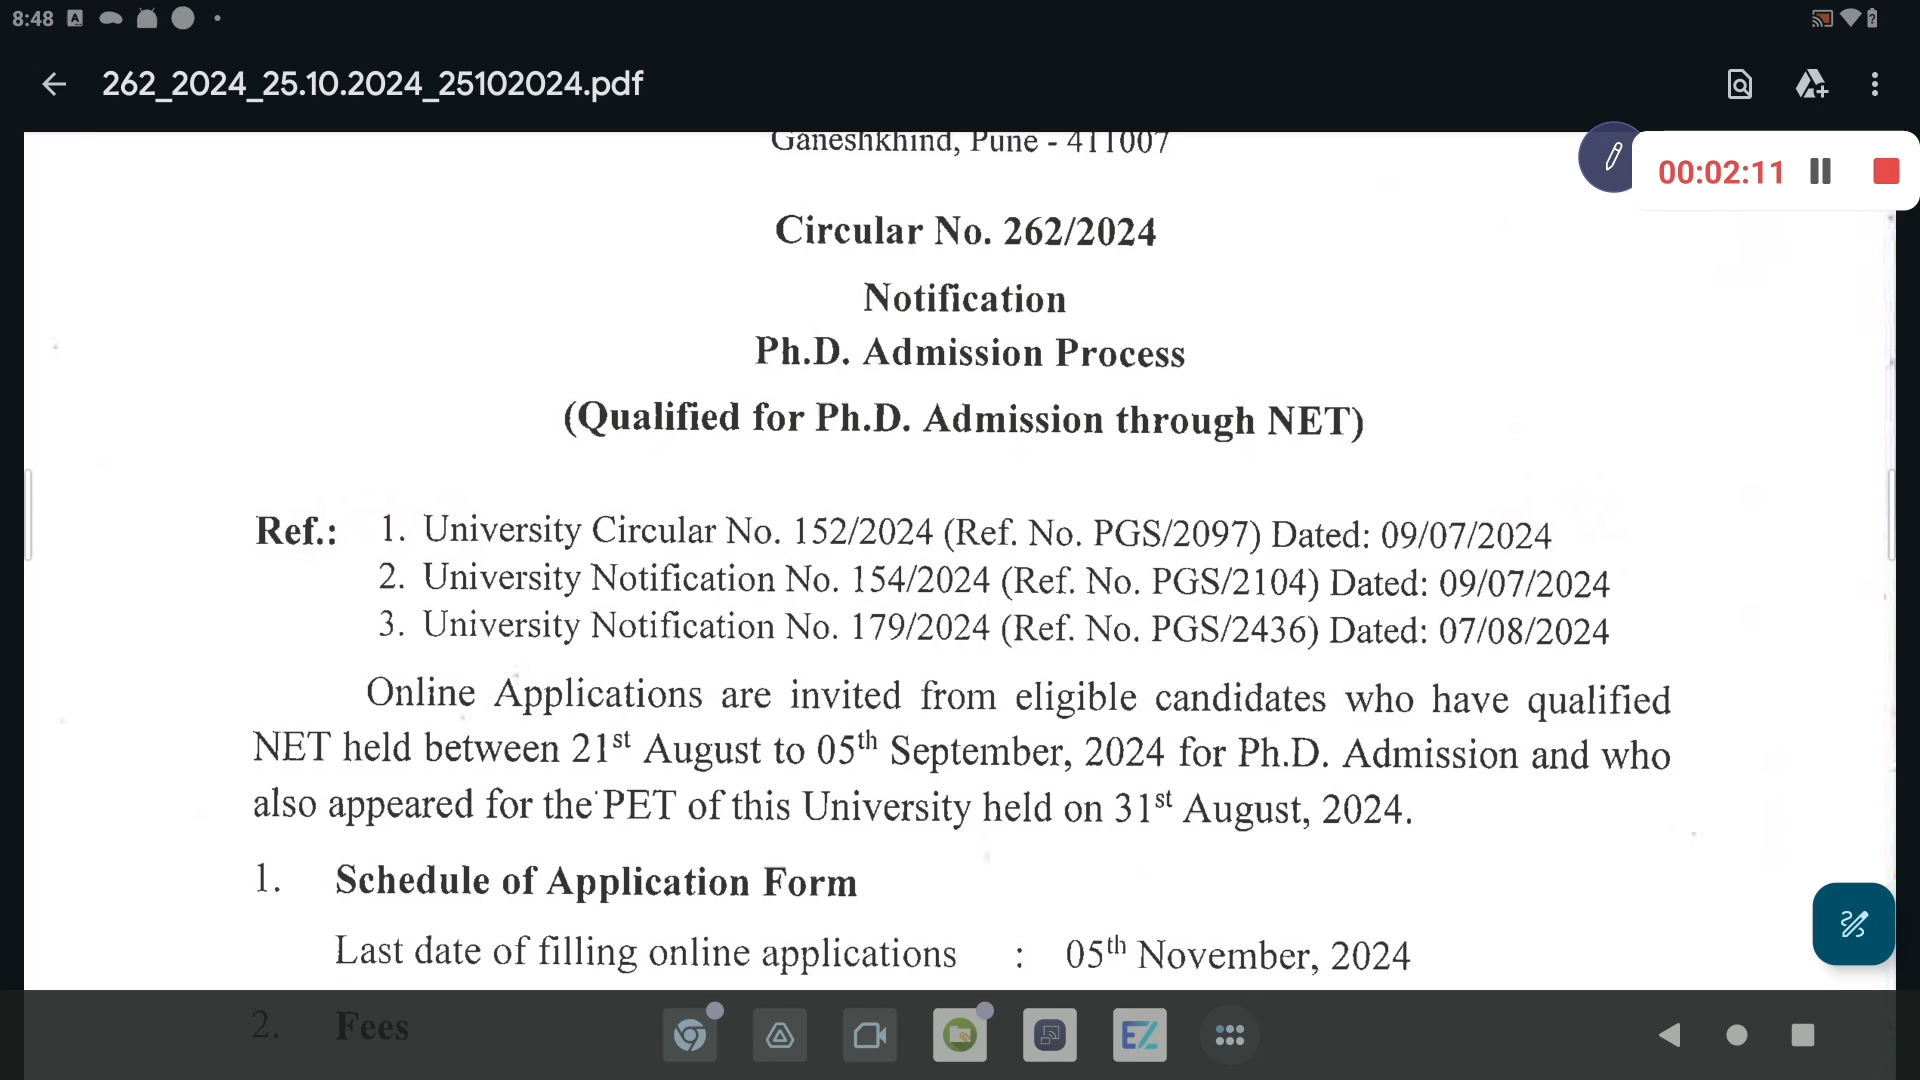 8:48
262_2024_25.10.2024_25102024.pdf
Ganeshkhind, Pune - 411007
00:02:11
Circular No. 262/2024
Notification
Ph.D. Admission Process
(Qualified for Ph.D. Admission through NET)
Ref.: 1. University Circular No. 152/2024 (Ref. No. PGS/2097) Dated: 09/07/2024
2. University Notification No. 154/2024 (Ref. No. PGS/2104) Dated: 09/07/2024
3. University Notification No. 179/2024 (Ref. No. PGS/2436) Dated: 07/08/2024
Online Applications are invited from eligible candidates who have qualified
NET held between 21st August to 05th September, 2024 for Ph.D. Admission and who
also appeared for the PET of this University held on 31st August, 2024.
1. Schedule of Application Form
Last date of filling online applications : 05th November, 2024
2. Fees
EZ